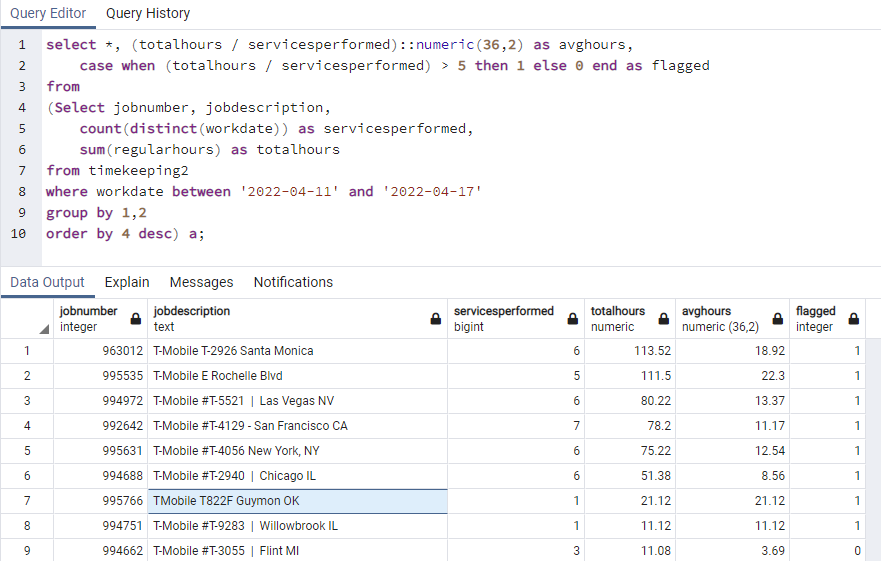 Query Editor Query History
1 select *, (totalhours / servicesperformed)::numeric(36,2) as avghours,
2 case when (totalhours / servicesperformed) > 5 then 1 else 0 end as flagged
3 from
4 (Select jobnumber, jobdescription,
5 count(distinct(workdate)) as servicesperformed,
6 sum(regularhours) as totalhours
7 from timekeeping2
8 where workdate between '2022-04-11' and '2022-04-17'
9 group by 1,2
10 order by 4 desc) a;
Data Output Explain Messages Notifications
jobnumber jobdescription servicesperformed totalhours avghours flagged
integer text bigint numeric numeric (36,2) integer
1 963012 T-Mobile T-2926 Santa Monica 6 113.52 18.92 1
2 995535 T-Mobile E Rochelle Blvd 5 111.5 22.3 1
3 994972 T-Mobile #T-5521 | Las Vegas NV 6 80.22 13.37 1
4 992642 T-Mobile #T-4129 - San Francisco CA 7 78.2 11.17 1
5 995631 T-Mobile #T-4056 New York, NY 6 75.22 12.54 1
6 994688 T-Mobile #T-2940 | Chicago IL 6 51.38 8.56 1
7 995766 TMobile T822F Guymon OK 1 21.12 21.12 1
8 994751 T-Mobile #T-9283 | Willowbrook IL 1 11.12 11.12 1
9 994662 T-Mobile #T-3055 | Flint MI 3 11.08 3.69 0